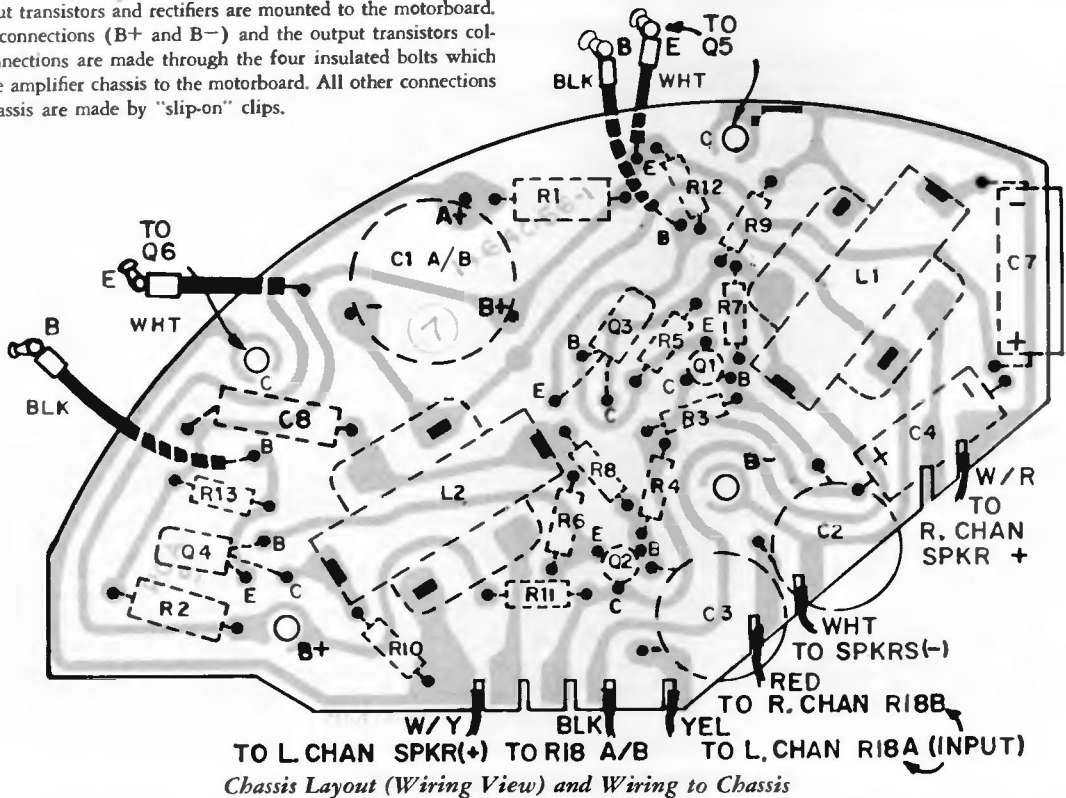 ut transistors and rectifiers are mounted to the motorboard.
connections (B+ and B−) and the output transistors col-
nections are made through the four insulated bolts which
e amplifier chassis to the motorboard. All other connections
assis are made by "slip-on" clips.
B E TO
Q5
BLK WHT
C
E
R12
B
R1
A+
C1 A/B
−
B+
(7)
R9
L1
−
C7
+
TO
Q6
E
WHT
C
B
BLK
C8
B
R13
Q4 B
E C
R2
B+
R10
L2
Q3
B
E C
R5
R7
E
Q1
C B
R3
R8
R4
R6
E B
Q2
C
R11
B−
C4
+ −
C2
C3
W/R
TO
R. CHAN
SPKR +
WHT
TO SPKRS(−)
RED
TO R. CHAN R18B
W/Y BLK YEL
TO L. CHAN SPKR(+) TO R18 A/B TO L. CHAN R18A (INPUT)
Chassis Layout (Wiring View) and Wiring to Chassis